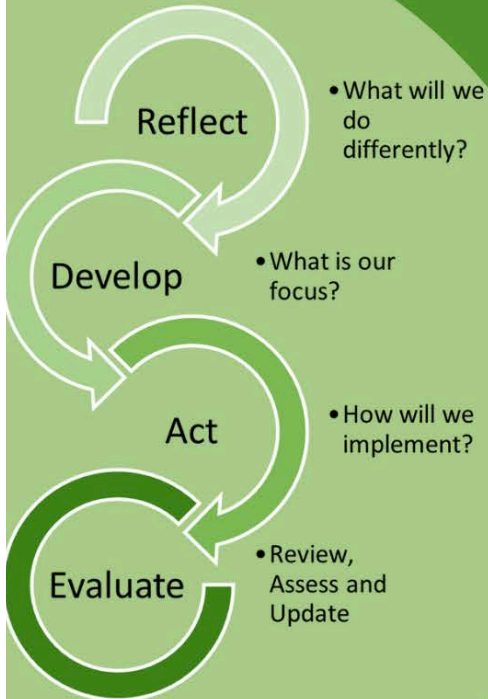 Reflect
• What will we
do
differently?
Develop
• What is our
focus?
Act
• How will we
implement?
Evaluate
• Review,
Assess and
Update